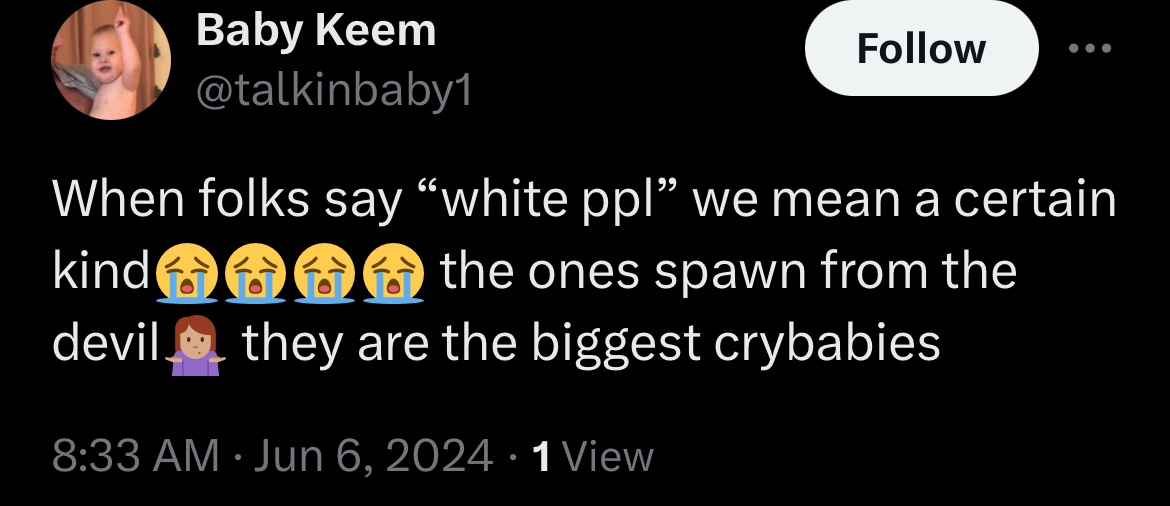 Baby Keem
@talkinbaby1
Follow
When folks say “white ppl” we mean a certain
kind😭😭😭😭 the ones spawn from the
devil🤷🏽‍♀️ they are the biggest crybabies
8:33 AM · Jun 6, 2024 · 1 View